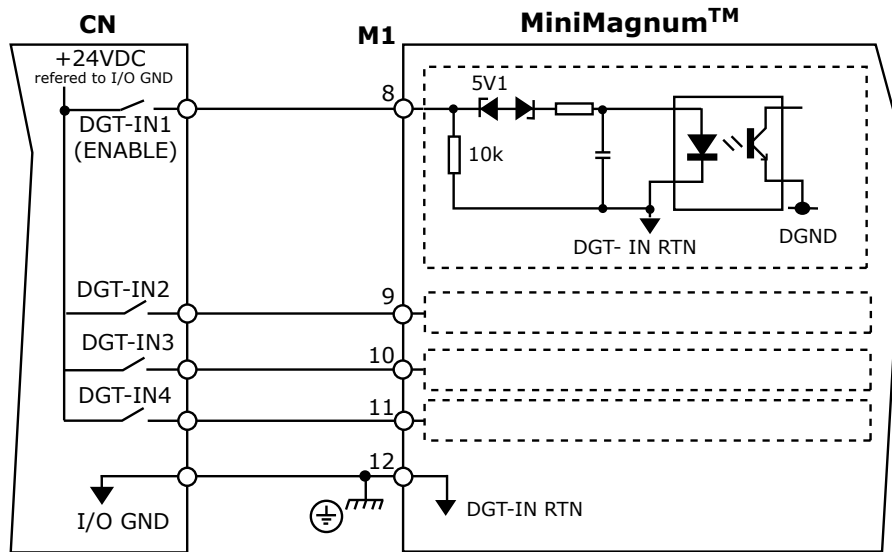 CN
M1
MiniMagnum™
+24VDC
refered to I/O GND
8
5V1
DGT-IN1
(ENABLE)
10k
DGT- IN RTN
DGND
DGT-IN2
9
DGT-IN3
10
DGT-IN4
11
12
I/O GND
DGT-IN RTN